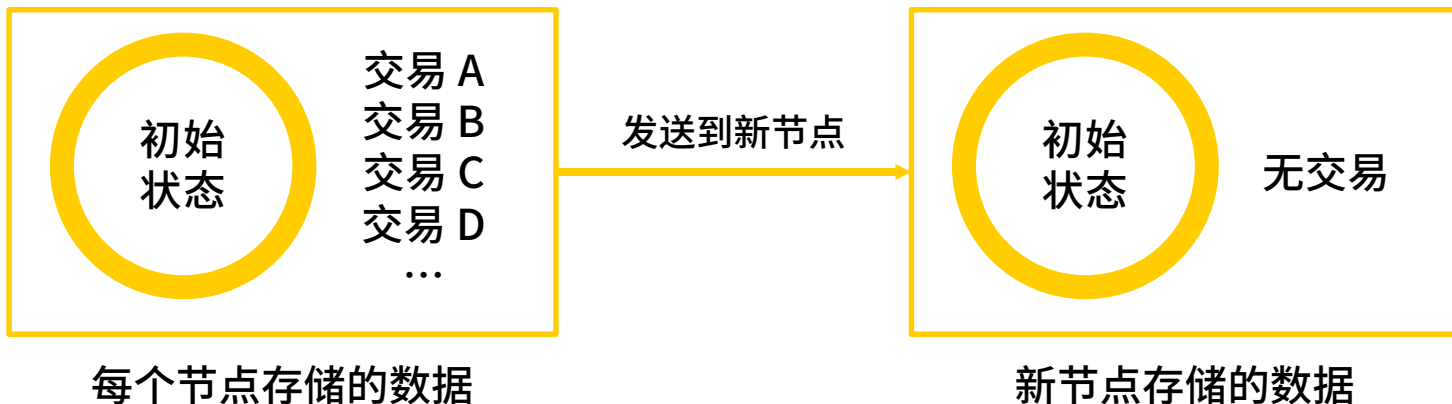 初始
状态
交易 A
交易 B
交易 C
交易 D
…
每个节点存储的数据
发送到新节点
初始
状态
无交易
新节点存储的数据